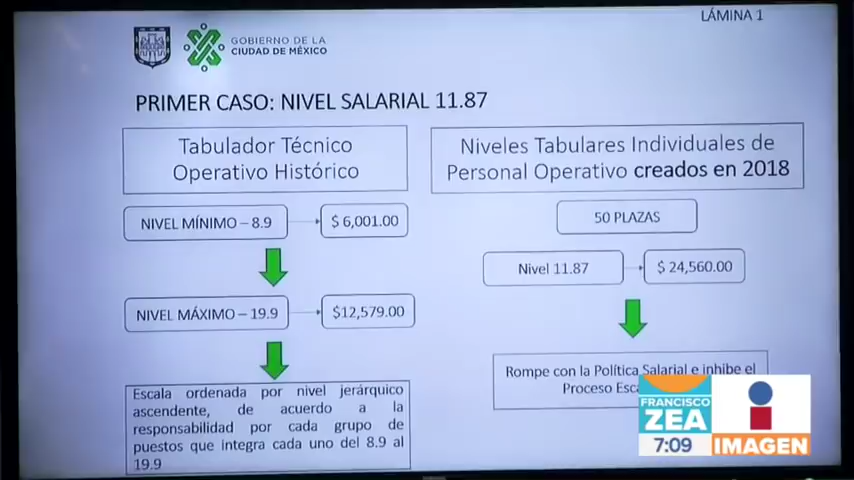 LÁMINA 1
GOBIERNO DE LA
CIUDAD DE MÉXICO
PRIMER CASO: NIVEL SALARIAL 11.87
Tabulador Técnico
Operativo Histórico
NIVEL MÍNIMO – 8.9
$ 6,001.00
NIVEL MÁXIMO – 19.9
$12,579.00
Escala ordenada por nivel jerárquico
ascendente, de acuerdo a la
responsabilidad por cada grupo de
puestos que integra cada uno del 8.9 al
19.9
Niveles Tabulares Individuales de
Personal Operativo creados en 2018
50 PLAZAS
Nivel 11.87
$ 24,560.00
Rompe con la Política Salarial e inhibe el
Proceso
FRANCISCO
ZEA
7:09
IMAGEN